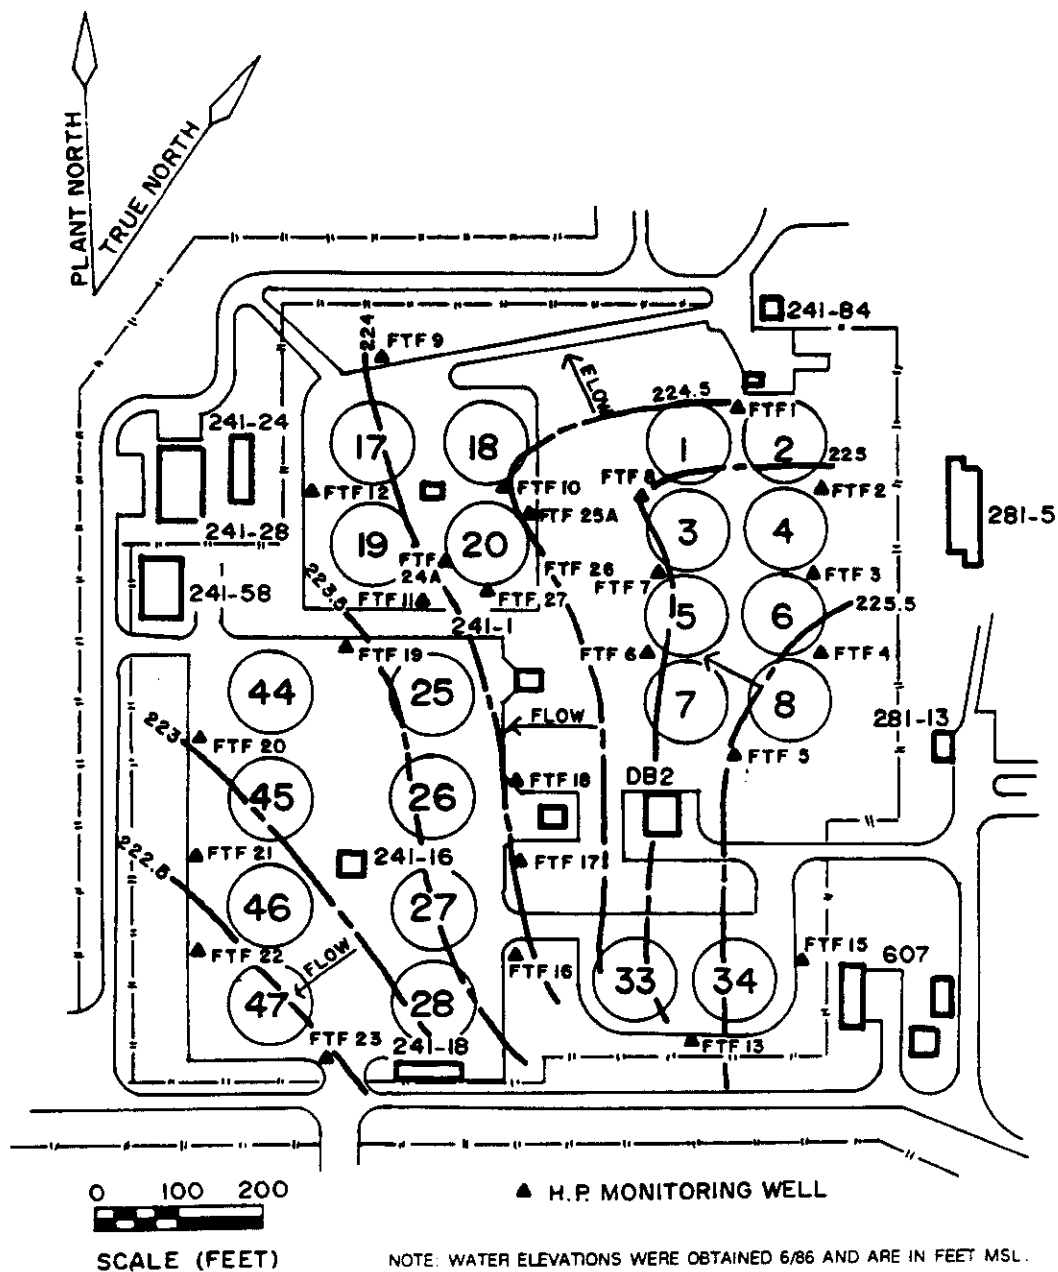 PLANT NORTH
TRUE NORTH
241-84
224
FTF 9
FLOW
224.5
FTF 1
241-24
17
18
1
2
225
FTF 8
FTF 12
FTF 10
FTF 2
241-28
FTF 25A
281-5
19
20
3
4
FTF
24A
FTF 26
FTF 7
FTF 3
241-58
223.5
FTF 11
FTF 27
225.5
241-1
5
6
FTF 19
FTF 6
FTF 4
44
25
7
8
223
FTF 20
FLOW
281-13
FTF 5
FTF 18
DB2
45
26
222.5
FTF 21
241-16
FTF 17
46
27
FTF 22
FLOW
FTF 16
FTF 15
607
47
28
33
34
FTF 23
241-18
FTF 13
0 100 200
SCALE (FEET)
H.P. MONITORING WELL
NOTE: WATER ELEVATIONS WERE OBTAINED 6/86 AND ARE IN FEET MSL.